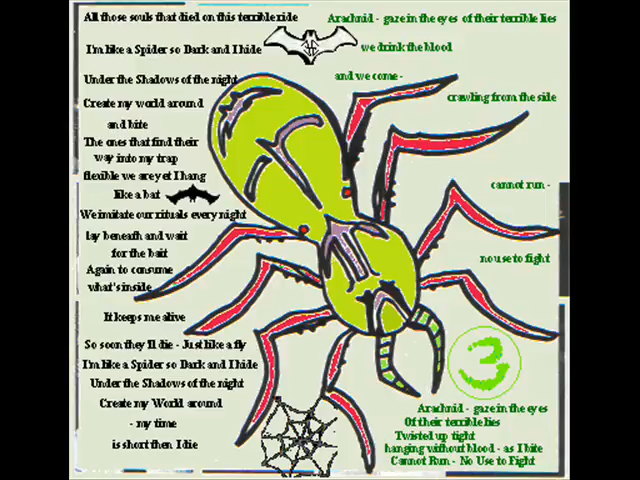 All those souls that died on this terrible ride
I'm like a Spider so Dark and I hide
Under the Shadows of the night
Create my world around
and bite
The ones that find their
way into my trap
flexible we are yet I hang
like a bat
We imitate our rituals every night
lay beneath and wait
for the bait
Again to consume
what's inside
It keeps me alive
So soon they'll die - Just like a fly
I'm like a Spider so Dark and I hide
Under the Shadows of the night
Create my World around
- my time
is short then I die
Arachnid - gaze in the eyes of their terrible lies
we drink the blood
and we come -
crawling from the side
cannot run -
no use to fight
3
Arachnid - gaze in the eyes
Of their terrible lies
Twisted up tight
hanging without blood - as I bite
Cannot Run - No Use to Fight